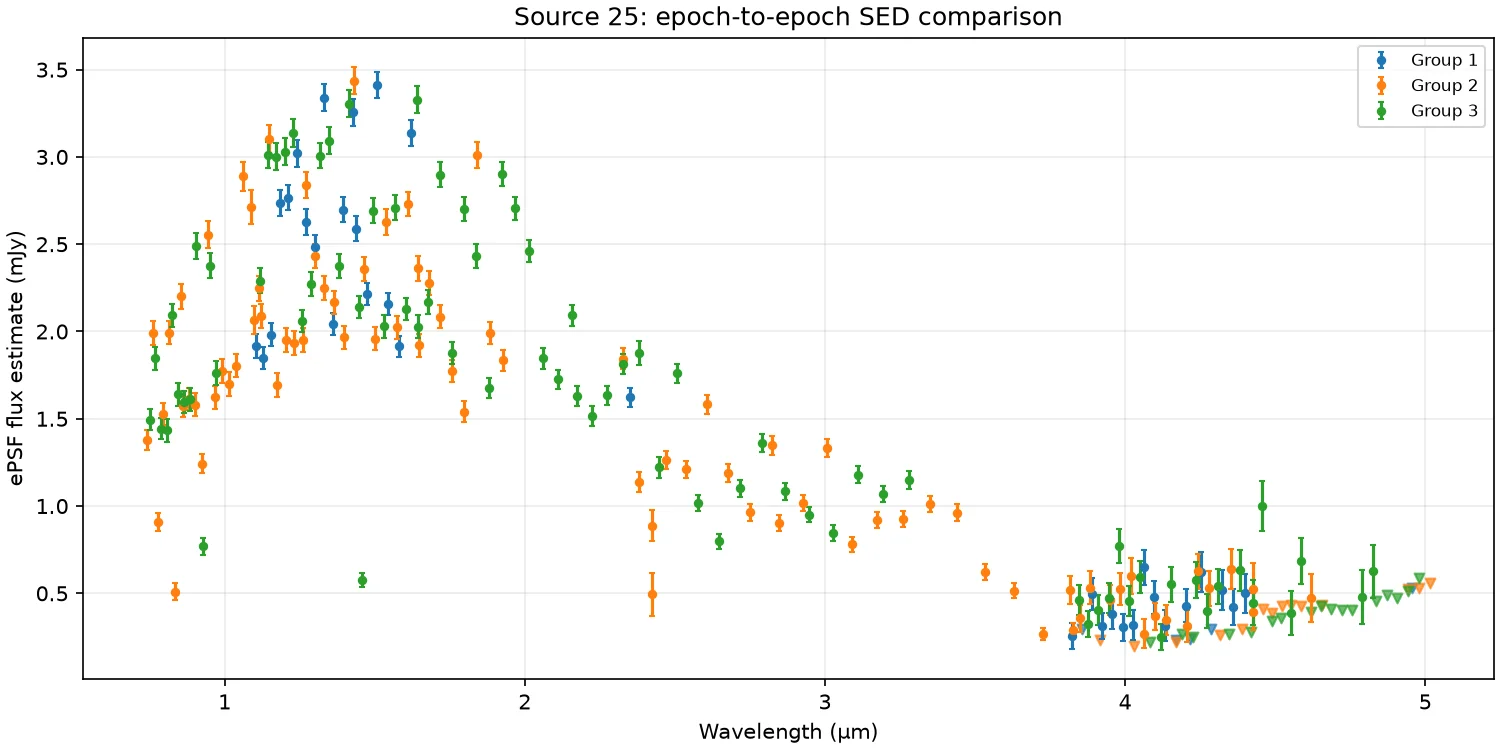 Source 25: epoch-to-epoch SED comparison
Group 1
Group 2
Group 3
ePSF flux estimate (mJy)
3.5
3.0
2.5
2.0
1.5
1.0
0.5
1 2 3 4 5
Wavelength (μm)